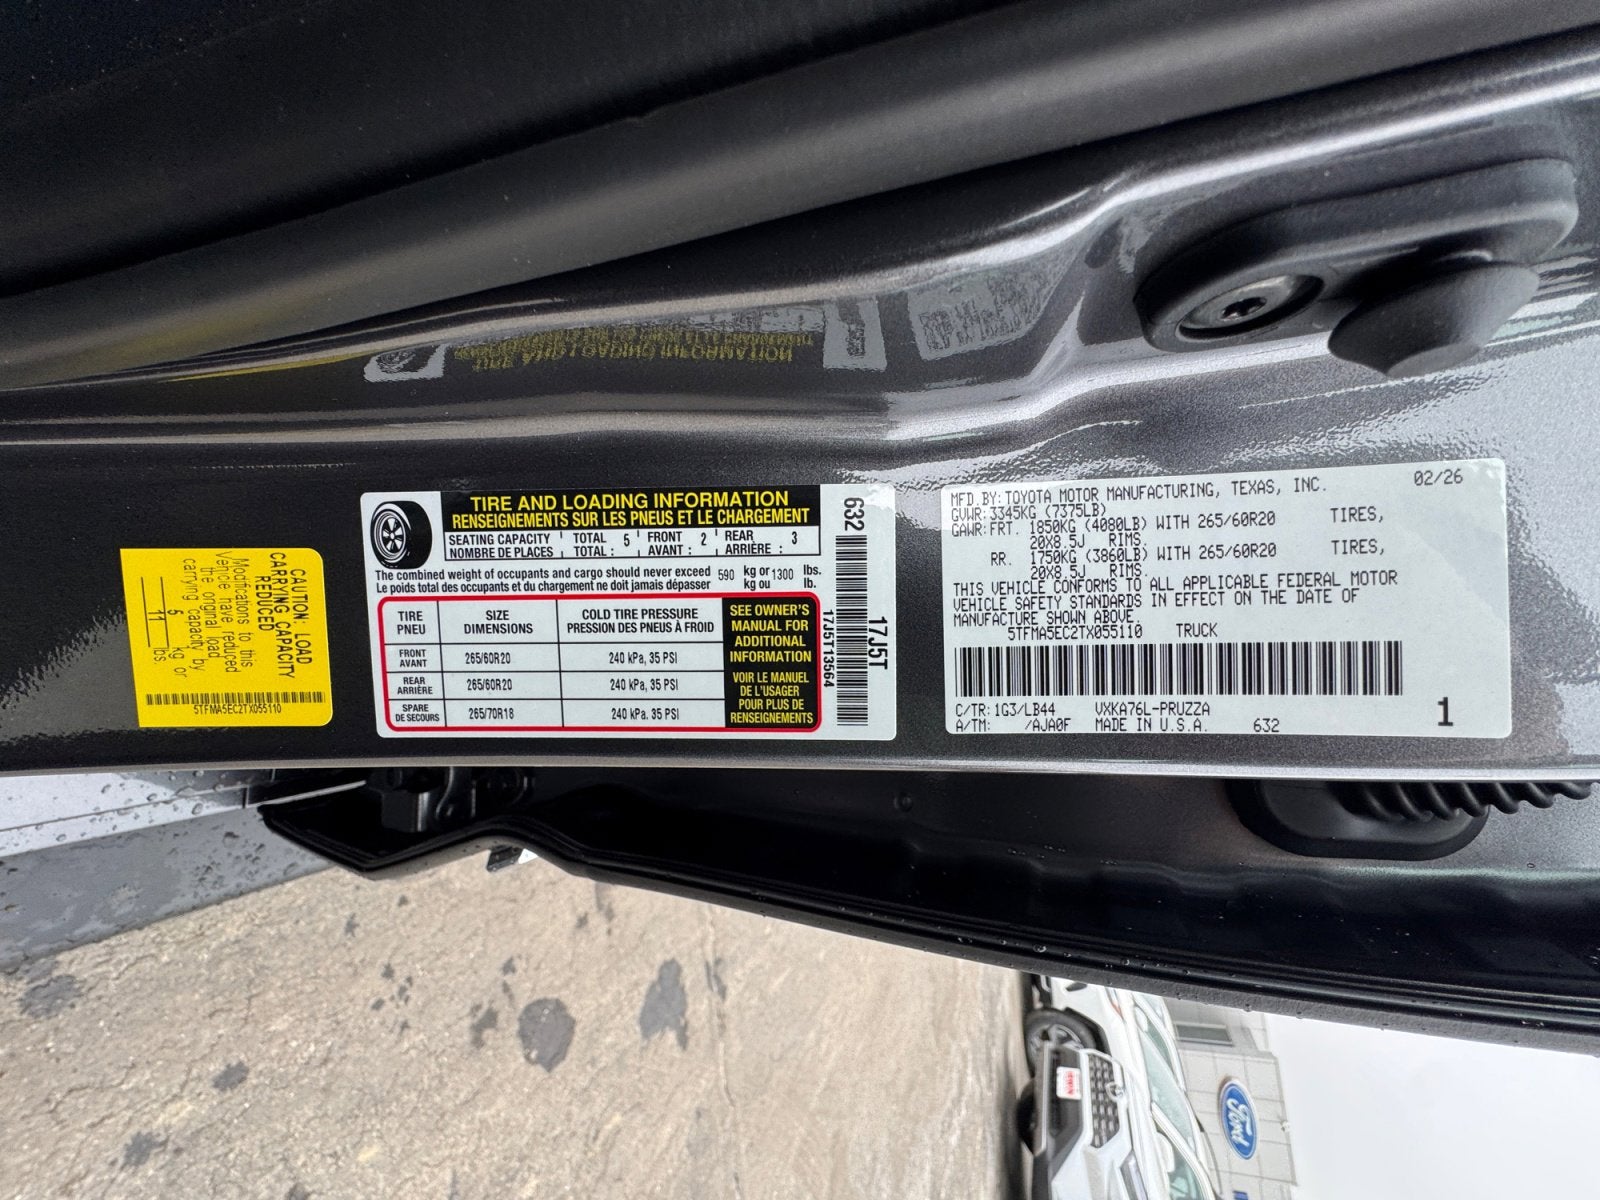 CAUTION: LOAD
CARRYING CAPACITY
REDUCED
Modifications to this
vehicle have reduced
the original load
carrying capacity by
5 kg or
11 lbs.
5TFMA5EC2TX055110
TIRE AND LOADING INFORMATION
RENSEIGNEMENTS SUR LES PNEUS ET LE CHARGEMENT
SEATING CAPACITY TOTAL 5 FRONT 2 REAR 3
NOMBRE DE PLACES TOTAL : AVANT : ARRIÈRE :
The combined weight of occupants and cargo should never exceed 590 kg or 1300 lbs.
Le poids total des occupants et du chargement ne doit jamais dépasser kg ou lb.
TIRE SIZE COLD TIRE PRESSURE
PNEU DIMENSIONS PRESSION DES PNEUS À FROID
FRONT
AVANT 265/60R20 240 kPa, 35 PSI
REAR
ARRIÈRE 265/60R20 240 kPa, 35 PSI
SPARE
DE SECOURS 265/70R18 240 kPa. 35 PSI
SEE OWNER'S
MANUAL FOR
ADDITIONAL
INFORMATION
VOIR LE MANUEL
DE L'USAGER
POUR PLUS DE
RENSEIGNEMENTS
632
17J5T
17J5T13564
MFD.BY:TOYOTA MOTOR MANUFACTURING, TEXAS, INC. 02/26
GVWR:3345KG (7375LB)
GAWR:FRT. 1850KG (4080LB) WITH 265/60R20 TIRES,
20X8.5J RIMS.
RR. 1750KG (3860LB) WITH 265/60R20 TIRES,
20X8.5J RIMS.
THIS VEHICLE CONFORMS TO ALL APPLICABLE FEDERAL MOTOR
VEHICLE SAFETY STANDARDS IN EFFECT ON THE DATE OF
MANUFACTURE SHOWN ABOVE.
5TFMA5EC2TX055110 TRUCK
C/TR:1G3/LB44 VXKA76L-PRUZZA
A/TM: /AJA0F MADE IN U.S.A. 632
1
Ford